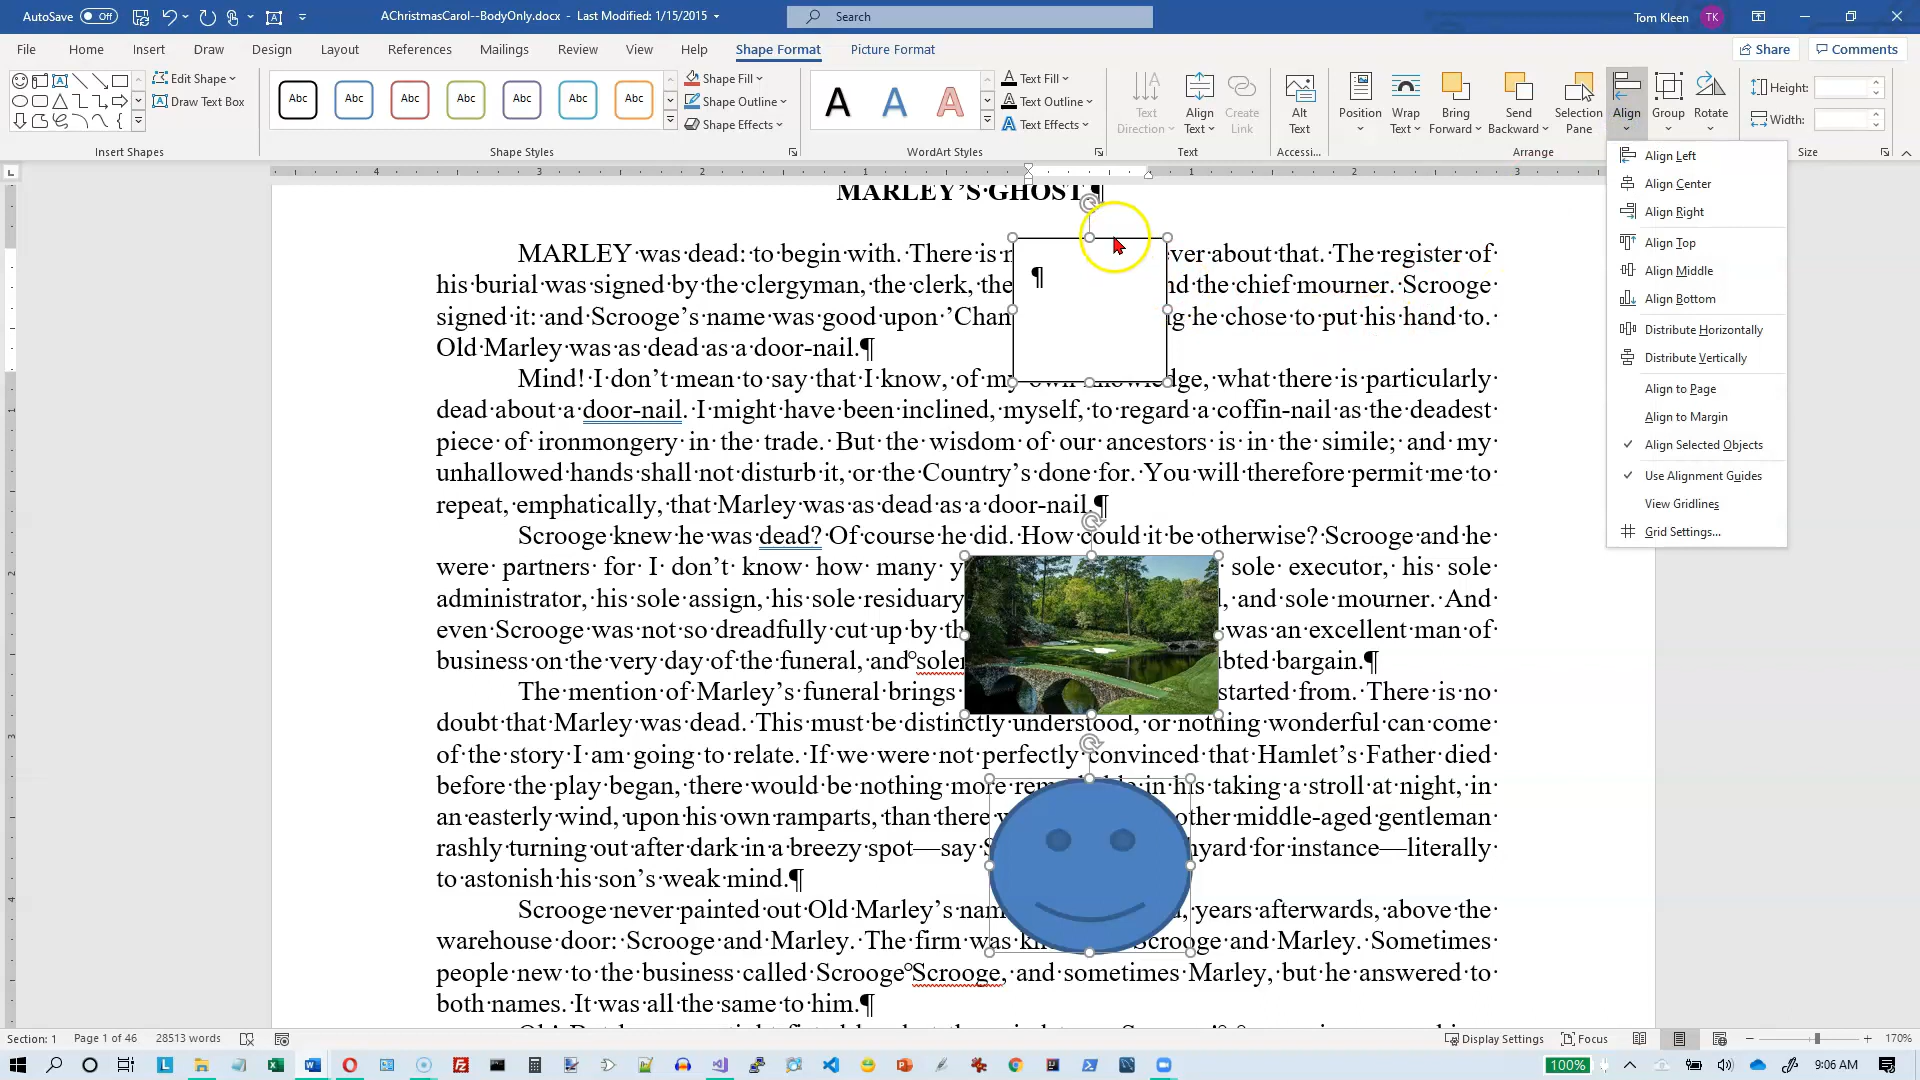 AutoSave Off AChristmasCarol--BodyOnly.docx - Last Modified: 1/15/2015 Search Tom Kleen TK
File Home Insert Draw Design Layout References Mailings Review View Help Shape Format Picture Format Share Comments
Edit Shape
Draw Text Box
Insert Shapes
Abc Abc Abc Abc Abc Abc Abc
Shape Fill
Shape Outline
Shape Effects
Shape Styles
A A A
Text Fill
Text Outline
Text Effects
WordArt Styles
Text Direction
Align Text
Create Link
Text
Alt Text
Accessi...
Position
Wrap Text
Bring Forward
Send Backward
Selection Pane
Align
Group
Rotate
Arrange
Height:
Width:
Size
Align Left
Align Center
Align Right
Align Top
Align Middle
Align Bottom
Distribute Horizontally
Distribute Vertically
Align to Page
Align to Margin
Align Selected Objects
Use Alignment Guides
View Gridlines
Grid Settings...
4 3 2 1 1 2 3
MARLEY’S·GHOST¶
MARLEY·was·dead:·to·begin·with.·There·is· ver·about·that.·The·register·of·
¶
his·burial·was·signed·by·the·clergyman,·the·clerk,·the· nd·the·chief·mourner.·Scrooge·
signed·it:·and·Scrooge’s·name·was·good·upon·’Chan g·he·chose·to·put·his·hand·to.·
Old·Marley·was·as·dead·as·a·door-nail.¶
Mind!·I·don’t·mean·to·say·that·I·know,·of·my·own·knowledge,·what·there·is·particularly·
dead·about·a·door-nail.·I·might·have·been·inclined,·myself,·to·regard·a·coffin-nail·as·the·deadest·
piece·of·ironmongery·in·the·trade.·But·the·wisdom·of·our·ancestors·is·in·the·simile;·and·my·
unhallowed·hands·shall·not·disturb·it,·or·the·Country’s·done·for.·You·will·therefore·permit·me·to·
repeat,·emphatically,·that·Marley·was·as·dead·as·a·door-nail.¶
Scrooge·knew·he·was·dead?·Of·course·he·did.·How·could·it·be·otherwise?·Scrooge·and·he·
were·partners·for·I·don’t·know·how·many·y ·sole·executor,·his·sole·
administrator,·his·sole·assign,·his·sole·residuary ,·and·sole·mourner.·And·
even·Scrooge·was·not·so·dreadfully·cut·up·by·th ·was·an·excellent·man·of·
business·on·the·very·day·of·the·funeral,·and°solem bted·bargain.¶
The·mention·of·Marley’s·funeral·brings· started·from.·There·is·no·
doubt·that·Marley·was·dead.·This·must·be·distinctly·understood,·or·nothing·wonderful·can·come·
of·the·story·I·am·going·to·relate.·If·we·were·not·perfectly·convinced·that·Hamlet’s·Father·died·
before·the·play·began,·there·would·be·nothing·more·remarkable·in·his·taking·a·stroll·at·night,·in·
an·easterly·wind,·upon·his·own·ramparts,·than·there· other·middle-aged·gentleman·
rashly·turning·out·after·dark·in·a·breezy·spot—say· hyard·for·instance—literally·
to·astonish·his·son’s·weak·mind.¶
Scrooge·never·painted·out·Old·Marley’s·nam ,·years·afterwards,·above·the·
warehouse·door:·Scrooge·and·Marley.·The·firm·was·kn Scrooge·and·Marley.·Sometimes·
people·new·to·the·business·called·Scrooge°Scrooge,·and·sometimes·Marley,·but·he·answered·to·
both·names.·It·was·all·the·same·to·him.¶
1 2 3 4
Section: 1 Page 1 of 46 28513 words Display Settings Focus 170%
100% 9:06 AM